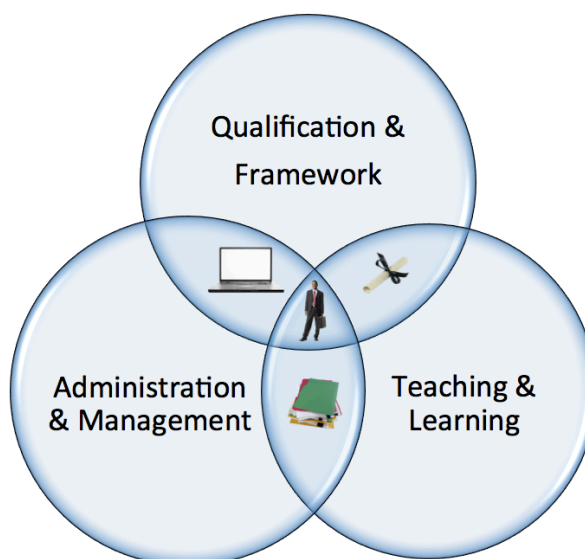 Qualification &
Framework
Administration
& Management
Teaching &
Learning